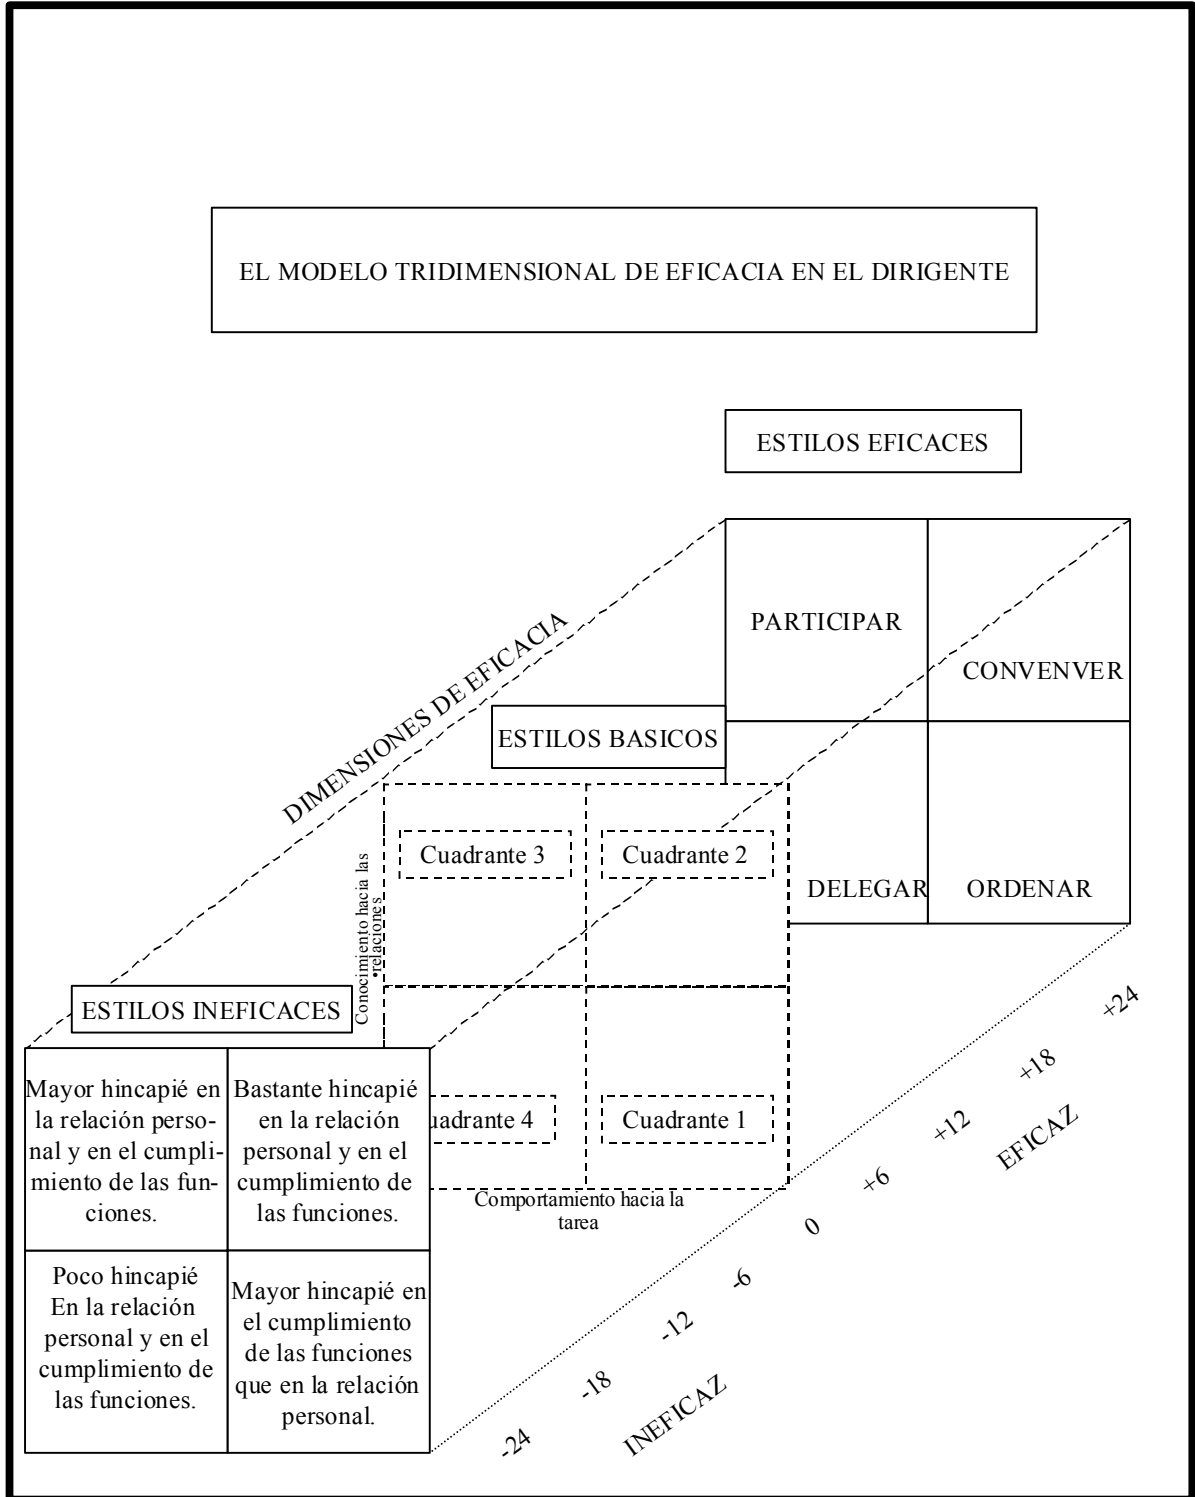 EL MODELO TRIDIMENSIONAL DE EFICACIA EN EL DIRIGENTE
ESTILOS EFICACES
PARTICIPAR
CONVENVER
DELEGAR
ORDENAR
DIMENSIONES DE EFICACIA
ESTILOS BASICOS
Cuadrante 3
Cuadrante 2
uadrante 4
Cuadrante 1
Conocimiento hacia las
•relaciones
Comportamiento hacia la
tarea
ESTILOS INEFICACES
Mayor hincapié en
la relación perso-
nal y en el cumpli-
miento de las fun-
ciones.
Bastante hincapié
en la relación
personal y en el
cumplimiento de
las funciones.
Poco hincapié
En la relación
personal y en el
cumplimiento de
las funciones.
Mayor hincapié en
el cumplimiento
de las funciones
que en la relación
personal.
-24
-18
-12
-6
0
+6
+12
+18
+24
INEFICAZ
EFICAZ